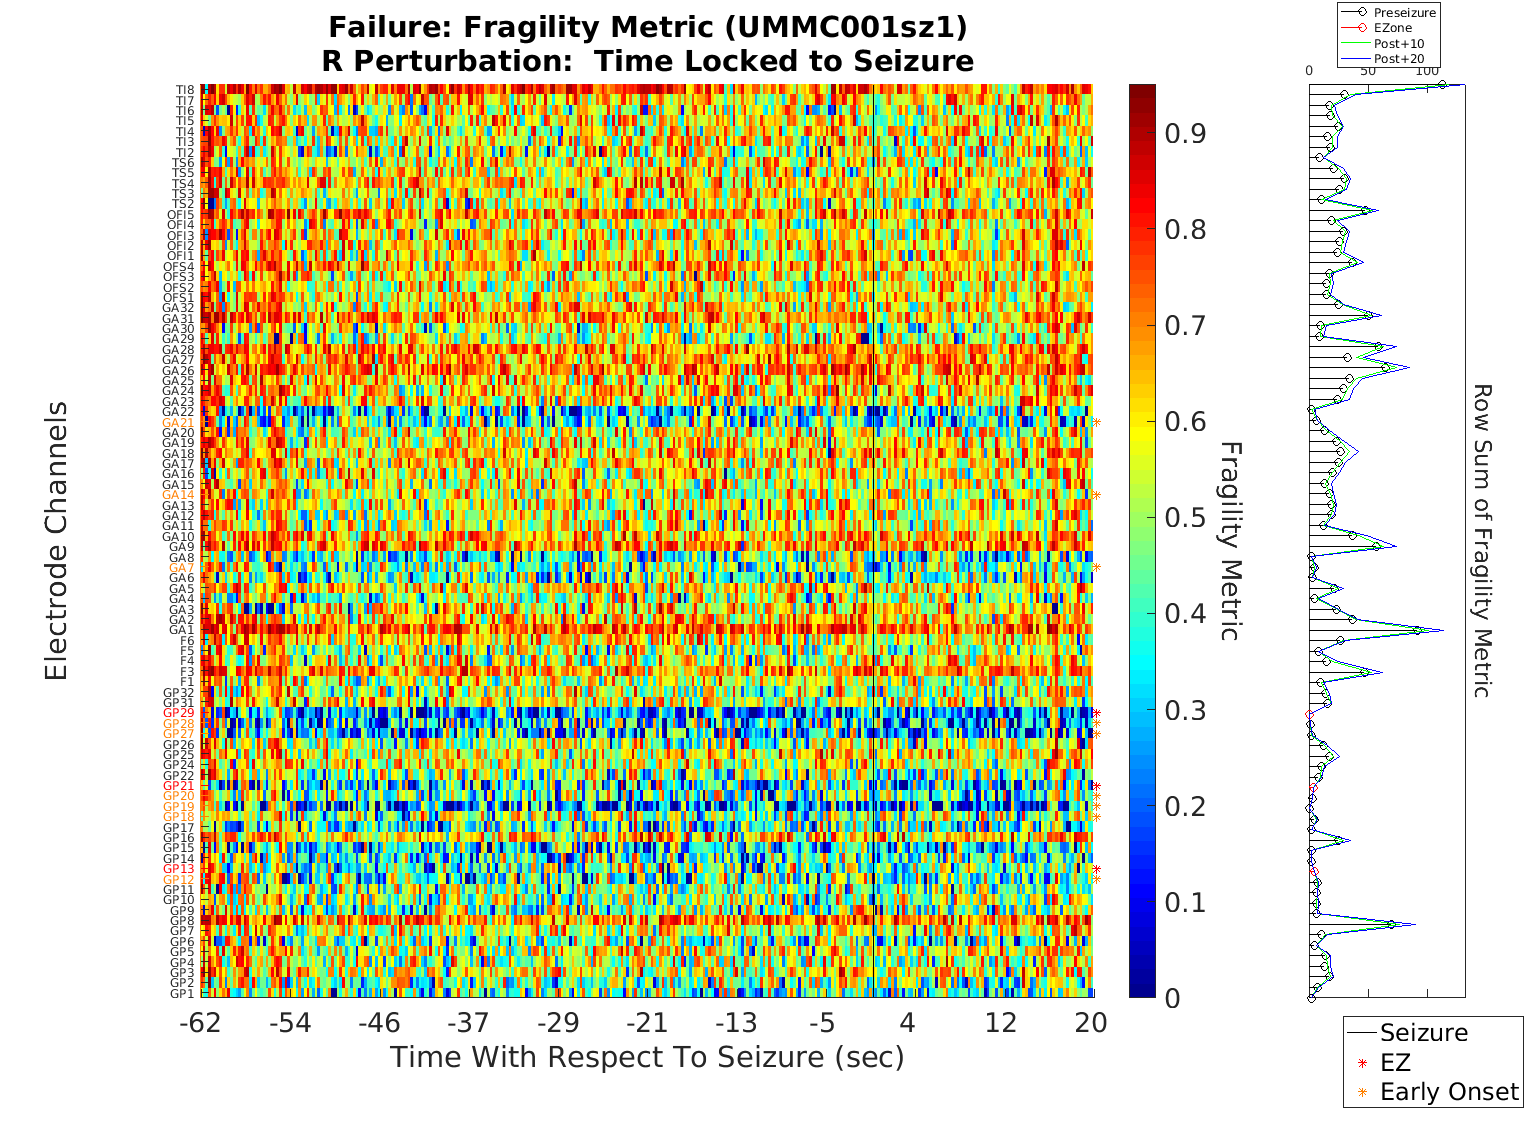 Failure: Fragility Metric (UMMC001sz1)
R Perturbation:  Time Locked to Seizure
Preseizure
EZone
Post+10
Post+20
0 50 100
Electrode Channels
TI8
TI7
TI6
TI5
TI4
TI3
TI2
TS6
TS5
TS4
TS3
TS2
OFI5
OFI4
OFI3
OFI2
OFI1
OFS4
OFS3
OFS2
OFS1
GA32
GA31
GA30
GA29
GA28
GA27
GA26
GA25
GA24
GA23
GA22
GA21
GA20
GA19
GA18
GA17
GA16
GA15
GA14
GA13
GA12
GA11
GA10
GA9
GA8
GA7
GA6
GA5
GA4
GA3
GA2
GA1
F6
F5
F4
F3
F1
GP32
GP31
GP29
GP28
GP27
GP26
GP25
GP24
GP22
GP21
GP20
GP19
GP18
GP17
GP16
GP15
GP14
GP13
GP12
GP11
GP10
GP9
GP8
GP7
GP6
GP5
GP4
GP3
GP2
GP1
-62 -54 -46 -37 -29 -21 -13 -5 4 12 20
Time With Respect To Seizure (sec)
0.9
0.8
0.7
0.6
0.5
0.4
0.3
0.2
0.1
0
Fragility Metric
Row Sum of Fragility Metric
Seizure
EZ
Early Onset